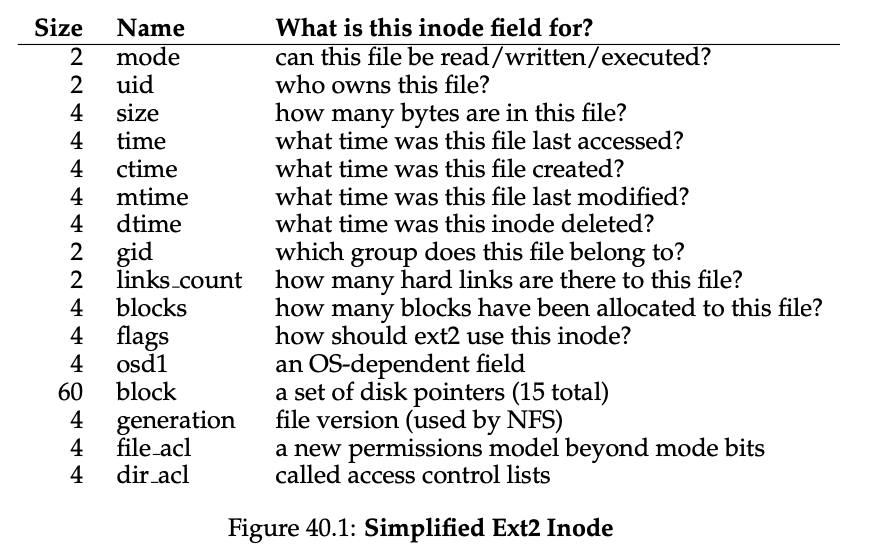 Size Name What is this inode field for?
2 mode can this file be read/written/executed?
2 uid who owns this file?
4 size how many bytes are in this file?
4 time what time was this file last accessed?
4 ctime what time was this file created?
4 mtime what time was this file last modified?
4 dtime what time was this inode deleted?
2 gid which group does this file belong to?
2 links_count how many hard links are there to this file?
4 blocks how many blocks have been allocated to this file?
4 flags how should ext2 use this inode?
4 osd1 an OS-dependent field
60 block a set of disk pointers (15 total)
4 generation file version (used by NFS)
4 file_acl a new permissions model beyond mode bits
4 dir_acl called access control lists
Figure 40.1: Simplified Ext2 Inode